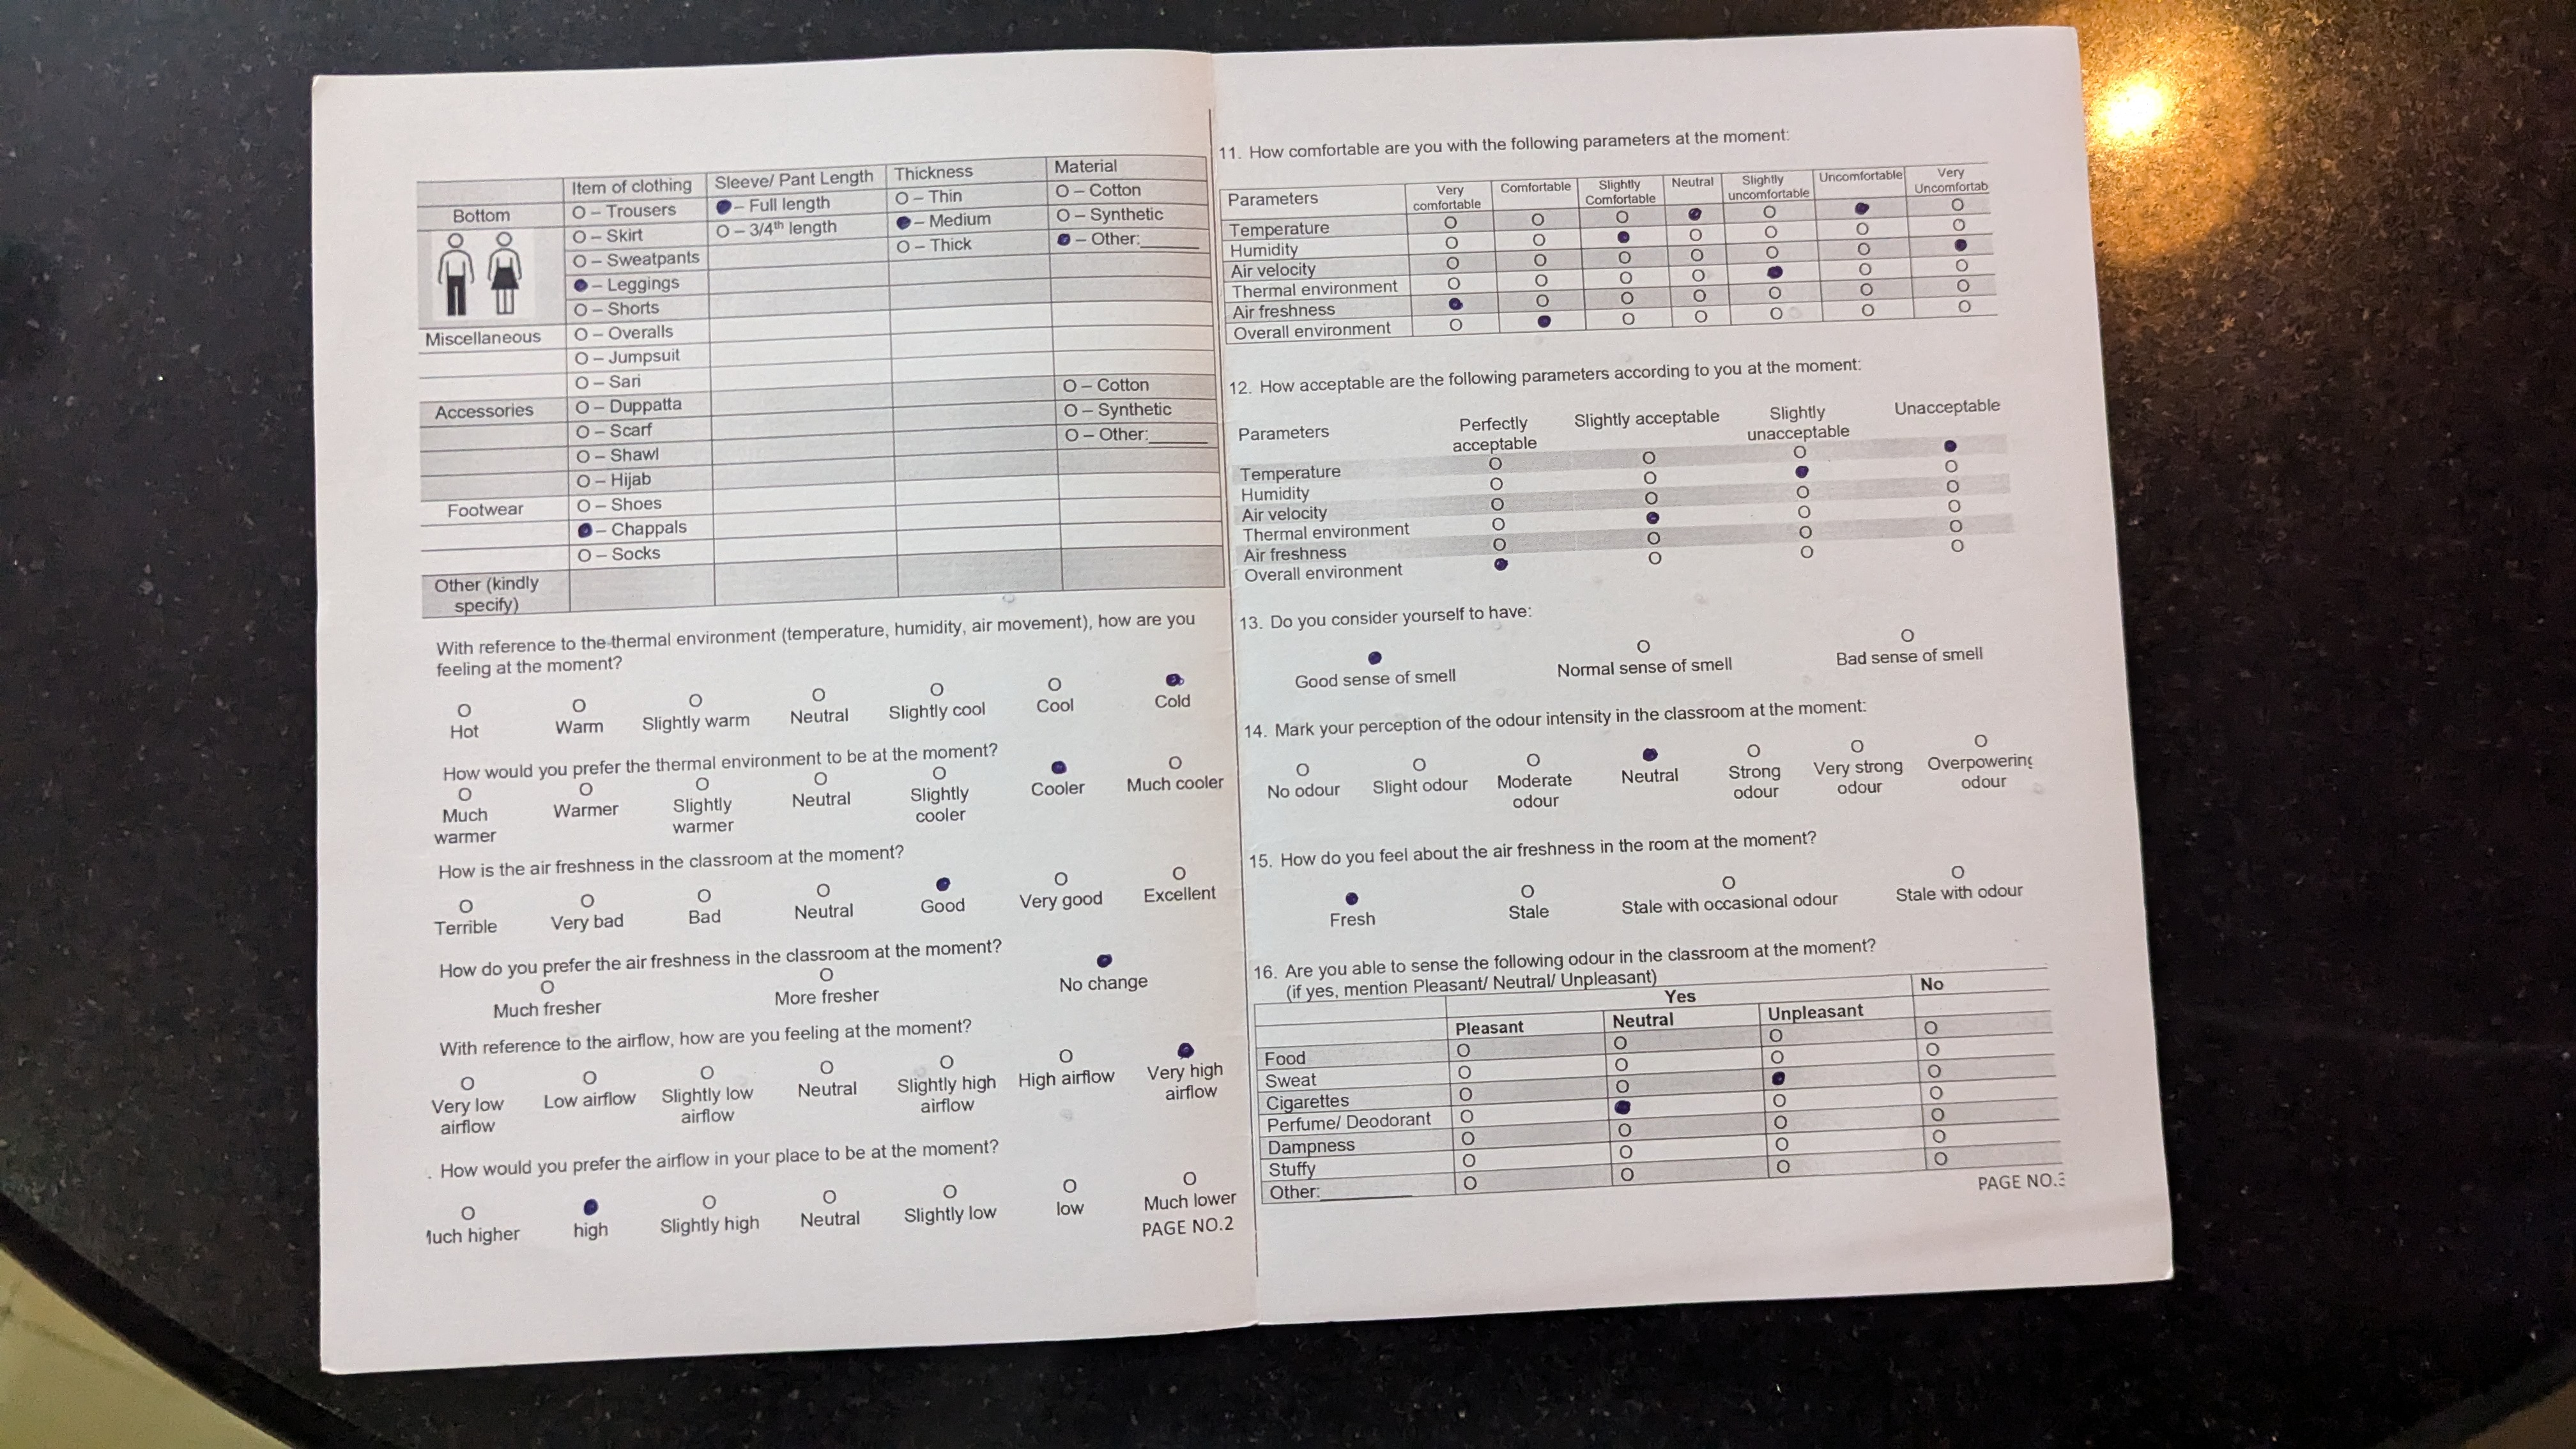 Item of clothing Sleeve/ Pant Length Thickness Material
Bottom O – Trousers ● – Full length O – Thin O – Cotton
O – Skirt O – 3/4th length ● – Medium O – Synthetic
O – Sweatpants O – Thick ● – Other:______
● – Leggings
O – Shorts
Miscellaneous O – Overalls
O – Jumpsuit
O – Sari O – Cotton
Accessories O – Duppatta O – Synthetic
O – Scarf O – Other:______
O – Shawl
O – Hijab
Footwear O – Shoes
● – Chappals
O – Socks
Other (kindly
specify)
With reference to the thermal environment (temperature, humidity, air movement), how are you
feeling at the moment?
O O O O O O ●
Hot Warm Slightly warm Neutral Slightly cool Cool Cold
How would you prefer the thermal environment to be at the moment?
O O O O O ● O
Much Warmer Slightly Neutral Slightly Cooler Much cooler
warmer warmer cooler
How is the air freshness in the classroom at the moment?
O O O O ● O O
Terrible Very bad Bad Neutral Good Very good Excellent
How do you prefer the air freshness in the classroom at the moment?
O O ●
Much fresher More fresher No change
With reference to the airflow, how are you feeling at the moment?
O O O O O O ●
Very low Low airflow Slightly low Neutral Slightly high High airflow Very high
airflow airflow airflow airflow
. How would you prefer the airflow in your place to be at the moment?
O ● O O O O O
uch higher high Slightly high Neutral Slightly low low Much lower
PAGE NO.2
11. How comfortable are you with the following parameters at the moment:
Parameters Very Comfortable Slightly Neutral Slightly Uncomfortable Very
comfortable Comfortable uncomfortable Uncomfortab
Temperature O O O ● O ● O
Humidity O O ● O O O O
Air velocity O O O O O O ●
Thermal environment O O O O ● O O
Air freshness ● O O O O O O
Overall environment O ● O O O O O
12. How acceptable are the following parameters according to you at the moment:
Parameters Perfectly Slightly acceptable Slightly Unacceptable
acceptable unacceptable
Temperature O O O ●
Humidity O O ● O
Air velocity O O O O
Thermal environment O ● O O
Air freshness O O O O
Overall environment ● O O O
13. Do you consider yourself to have:
● O O
Good sense of smell Normal sense of smell Bad sense of smell
14. Mark your perception of the odour intensity in the classroom at the moment:
O O O ● O O O
No odour Slight odour Moderate Neutral Strong Very strong Overpowering
odour odour odour odour
15. How do you feel about the air freshness in the room at the moment?
● O O O
Fresh Stale Stale with occasional odour Stale with odour
16. Are you able to sense the following odour in the classroom at the moment?
(if yes, mention Pleasant/ Neutral/ Unpleasant)
Yes No
Pleasant Neutral Unpleasant
Food O O O O
Sweat O O O O
Cigarettes O O ● O
Perfume/ Deodorant O ● O O
Dampness O O O O
Stuffy O O O O
Other:__________ O O O O
PAGE NO.